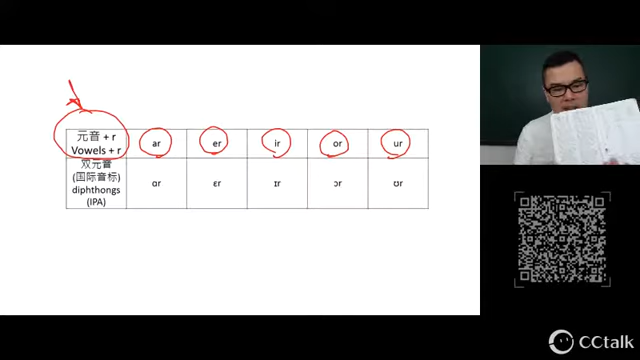 元音 + r
Vowels + r
ar
er
ir
or
ur
双元音
(国际音标)
diphthongs
(IPA)
ɑr
ɛr
ɪr
ɔr
ʊr
CCtalk